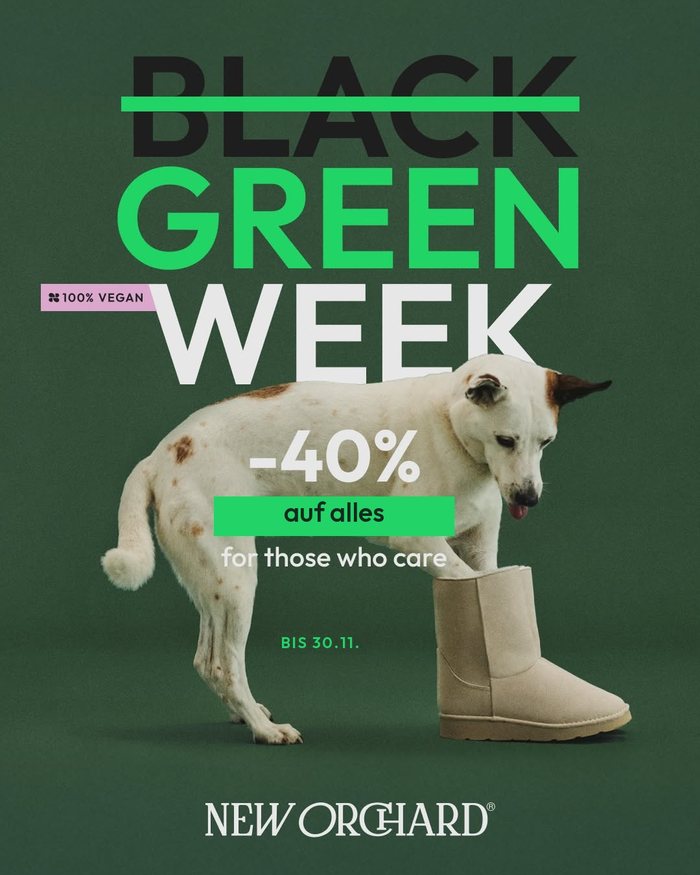 BLACK
GREEN
100% VEGAN
WEEK
-40%
auf alles
for those who care
BIS 30.11.
NEW ORCHARD®